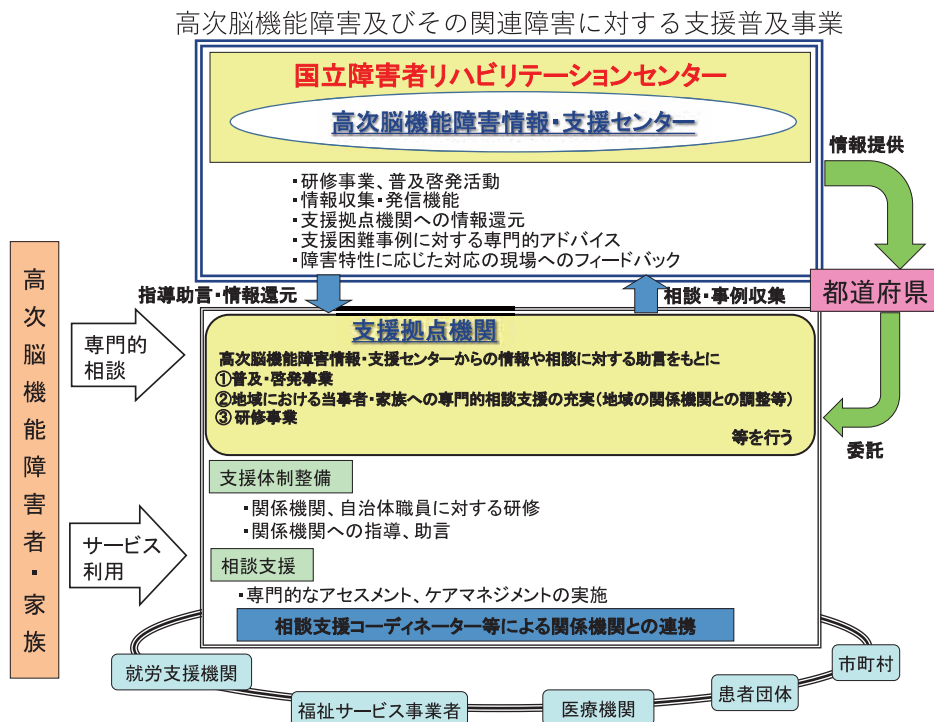 高次脳機能障害及びその関連障害に対する支援普及事業
国立障害者リハビリテーションセンター
高次脳機能障害情報・支援センター
情報提供
・研修事業、普及啓発活動
・情報収集・発信機能
・支援拠点機関への情報還元
・支援困難事例に対する専門的アドバイス
・障害特性に応じた対応の現場へのフィードバック
指導助言・情報還元
相談・事例収集
都道府県
高次脳機能障害者・家族
専門的
相談
支援拠点機関
高次脳機能障害情報・支援センターからの情報や相談に対する助言をもとに
①普及・啓発事業
②地域における当事者・家族への専門的相談支援の充実(地域の関係機関との調整等)
③ 研修事業
等を行う
委託
支援体制整備
・関係機関、自治体職員に対する研修
・関係機関への指導、助言
サービス
利用
相談支援
・専門的なアセスメント、ケアマネジメントの実施
相談支援コーディネーター等による関係機関との連携
就労支援機関
福祉サービス事業者
医療機関
患者団体
市町村